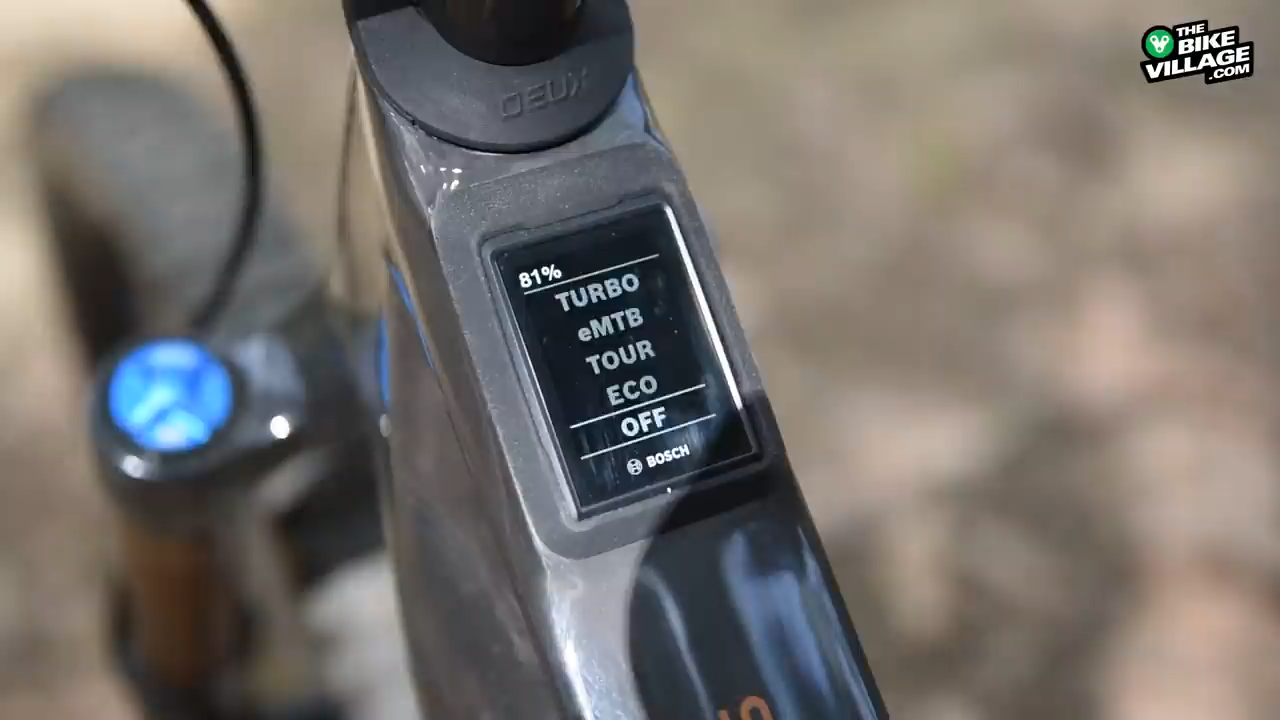 THE
BIKE
VILLAGE
.COM
DEUX
81%
TURBO
eMTB
TOUR
ECO
OFF
BOSCH